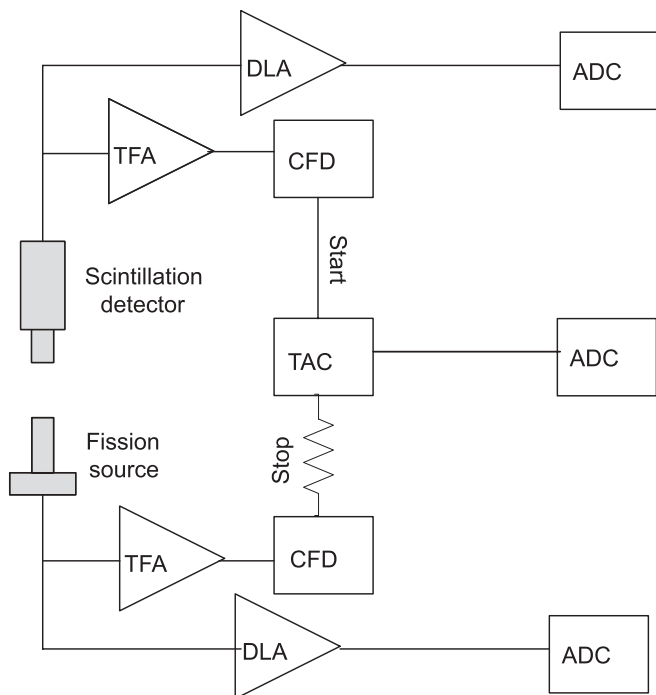 DLA
ADC
TFA
CFD
Start
Scintillation
detector
TAC
ADC
Fission
source
Stop
TFA
CFD
DLA
ADC